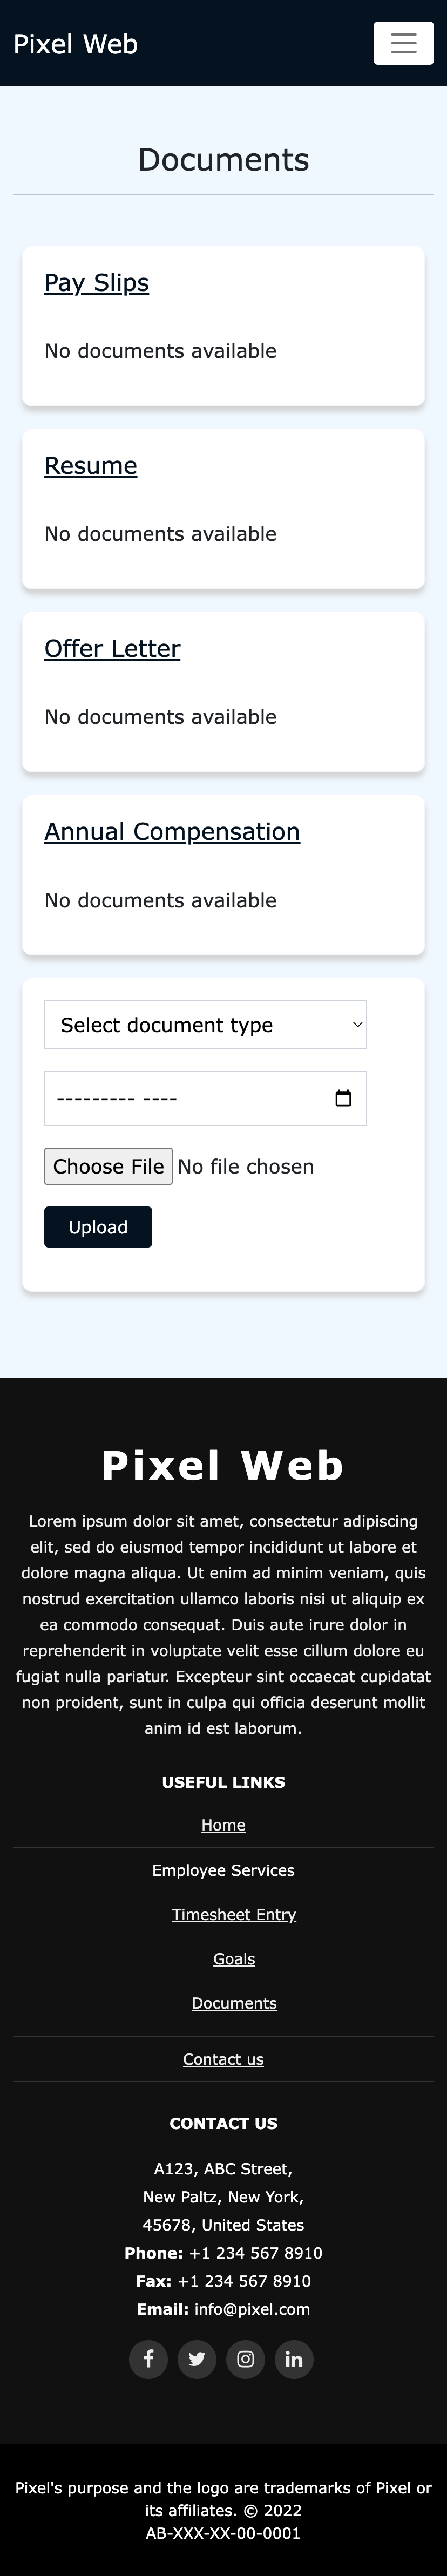 Pixel Web
Documents
Pay Slips
No documents available
Resume
No documents available
Offer Letter
No documents available
Annual Compensation
No documents available
Select document type
--------- ----
Choose File No file chosen
Upload
Pixel Web
Lorem ipsum dolor sit amet, consectetur adipiscing
elit, sed do eiusmod tempor incididunt ut labore et
dolore magna aliqua. Ut enim ad minim veniam, quis
nostrud exercitation ullamco laboris nisi ut aliquip ex
ea commodo consequat. Duis aute irure dolor in
reprehenderit in voluptate velit esse cillum dolore eu
fugiat nulla pariatur. Excepteur sint occaecat cupidatat
non proident, sunt in culpa qui officia deserunt mollit
anim id est laborum.
USEFUL LINKS
Home
Employee Services
Timesheet Entry
Goals
Documents
Contact us
CONTACT US
A123, ABC Street,
New Paltz, New York,
45678, United States
Phone: +1 234 567 8910
Fax: +1 234 567 8910
Email: info@pixel.com
Pixel's purpose and the logo are trademarks of Pixel or
its affiliates. © 2022
AB-XXX-XX-00-0001